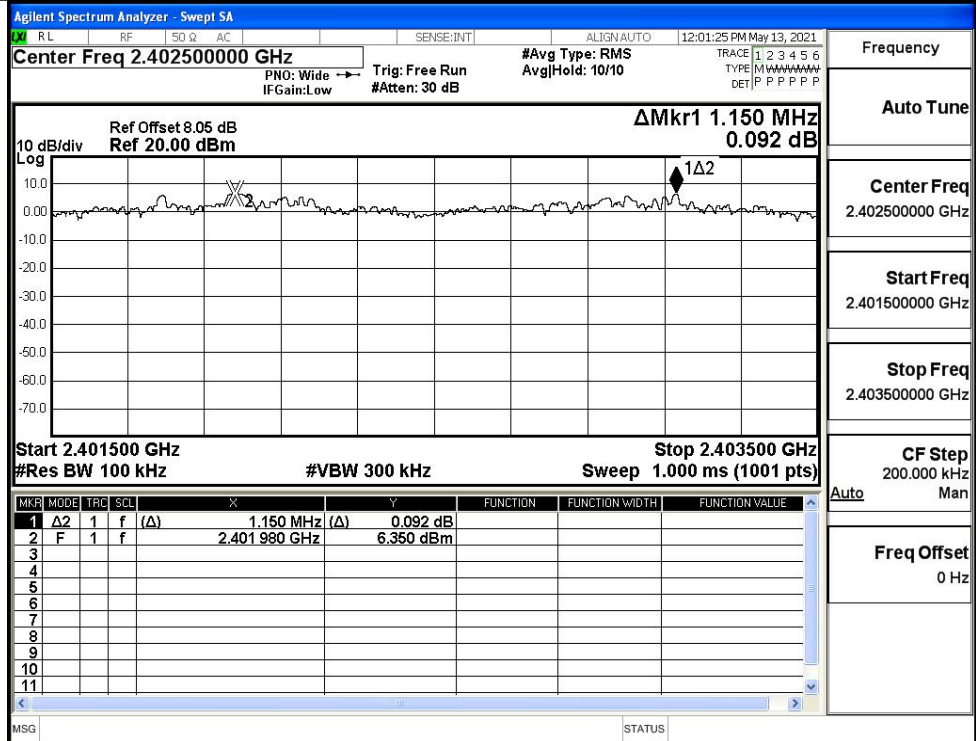 Agilent Spectrum Analyzer - Swept SA
LXI RL RF 50 Ω AC SENSE:INT ALIGN AUTO 12:01:25 PM May 13, 2021
Center Freq 2.402500000 GHz
PNO: Wide
IFGain:Low
Trig: Free Run
#Atten: 30 dB
#Avg Type: RMS
Avg|Hold: 10/10
TRACE 1 2 3 4 5 6
TYPE M WWWWW
DET P P P P P P
ΔMkr1 1.150 MHz
0.092 dB
Ref Offset 8.05 dB
10 dB/div Ref 20.00 dBm
Log
10.0
0.00
-10.0
-20.0
-30.0
-40.0
-50.0
-60.0
-70.0
1Δ2
2
Start 2.401500 GHz Stop 2.403500 GHz
#Res BW 100 kHz #VBW 300 kHz Sweep 1.000 ms (1001 pts)
MKR MODE TRC SCL X Y FUNCTION FUNCTION WIDTH FUNCTION VALUE
1 Δ2 1 f (Δ) 1.150 MHz (Δ) 0.092 dB
2 F 1 f 2.401 980 GHz 6.350 dBm
3
4
5
6
7
8
9
10
11
MSG STATUS
Frequency
Auto Tune
Center Freq
2.402500000 GHz
Start Freq
2.401500000 GHz
Stop Freq
2.403500000 GHz
CF Step
200.000 kHz
Auto Man
Freq Offset
0 Hz